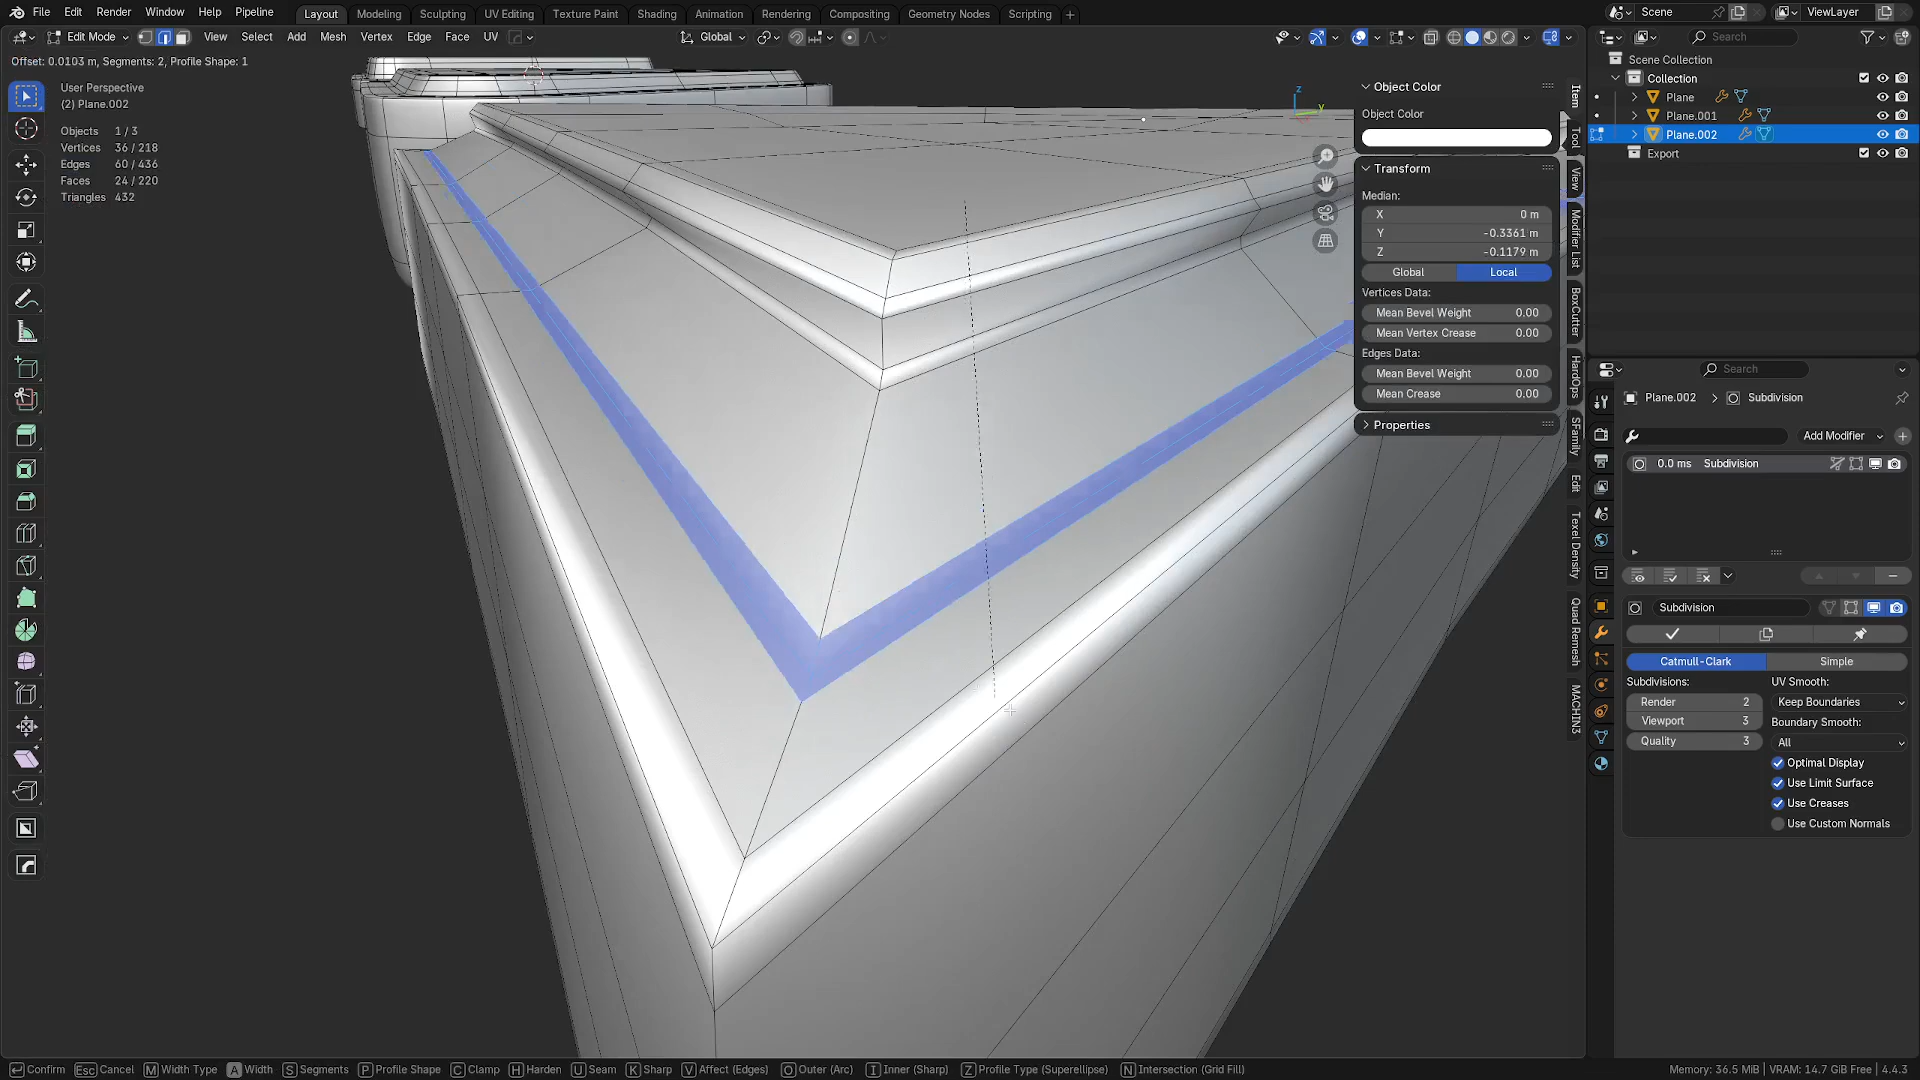 File Edit Render Window Help Pipeline Layout Modeling Sculpting UV Editing Texture Paint Shading Animation Rendering Compositing Geometry Nodes Scripting + Scene ViewLayer
Edit Mode View Select Add Mesh Vertex Edge Face UV Global Search
Offset: 0.0103 m, Segments: 2, Profile Shape: 1
User Perspective
(2) Plane.002
Objects 1 / 3
Vertices 36 / 218
Edges 60 / 436
Faces 24 / 220
Triangles 432
z
y
Object Color
Object Color
Transform
Median:
X 0 m
Y -0.3361 m
Z -0.1179 m
Global Local
Vertices Data:
Mean Bevel Weight 0.00
Mean Vertex Crease 0.00
Edges Data:
Mean Bevel Weight 0.00
Mean Crease 0.00
Properties
Item
Tool
View
Modifier List
BoxCutter
HardOps
SFamily
Edit
Texel Density
Quad Remesh
MACHIN3
Scene Collection
Collection
Plane
Plane.001
Plane.002
Export
Search
Plane.002 > Subdivision
Add Modifier
0.0 ms Subdivision
Subdivision
Catmull-Clark Simple
Subdivisions: UV Smooth:
Render 2 Keep Boundaries
Viewport 3 Boundary Smooth:
Quality 3 All
Optimal Display
Use Limit Surface
Use Creases
Use Custom Normals
Confirm Esc Cancel M Width Type A Width S Segments P Profile Shape C Clamp H Harden U Seam K Sharp V Affect (Edges) O Outer (Arc) I Inner (Sharp) Z Profile Type (Superellipse) N Intersection (Grid Fill) Memory: 36.5 MiB | VRAM: 14.7 GiB Free | 4.4.3